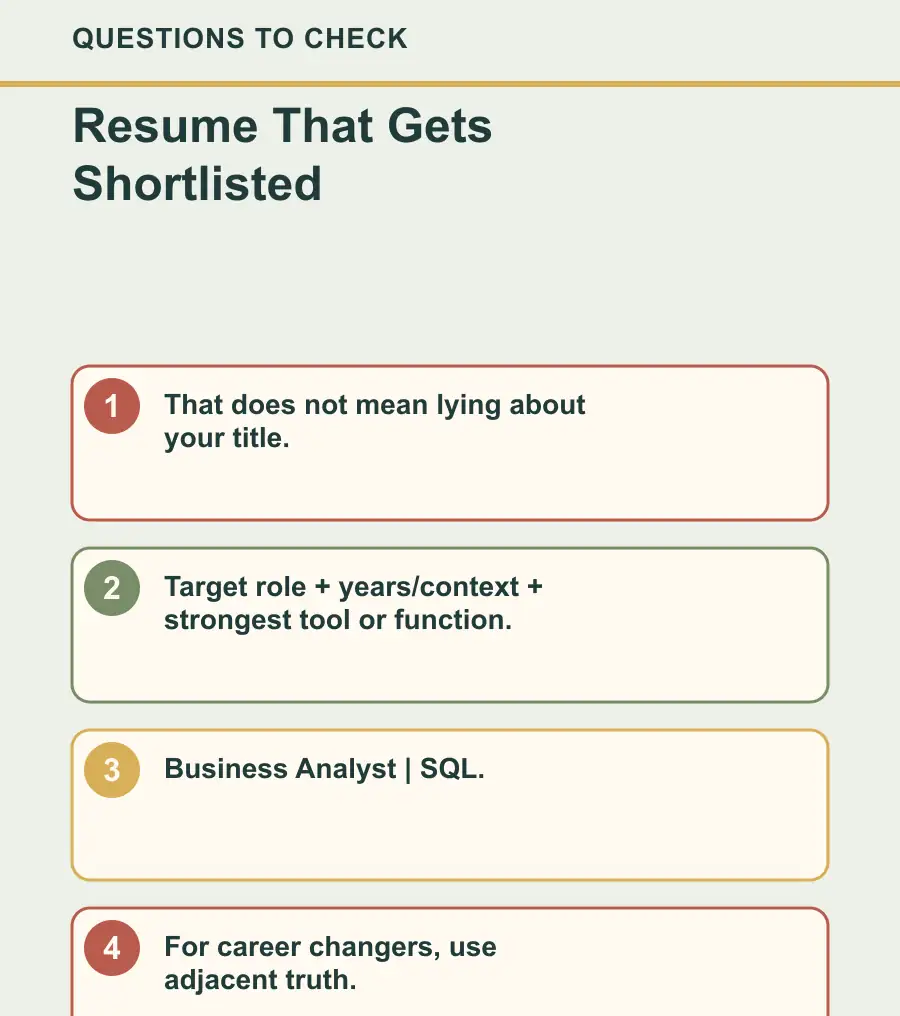 QUESTIONS TO CHECK
Resume That Gets
Shortlisted
1
That does not mean lying about
your title.
2
Target role + years/context +
strongest tool or function.
3
Business Analyst | SQL.
4
For career changers, use
adjacent truth.